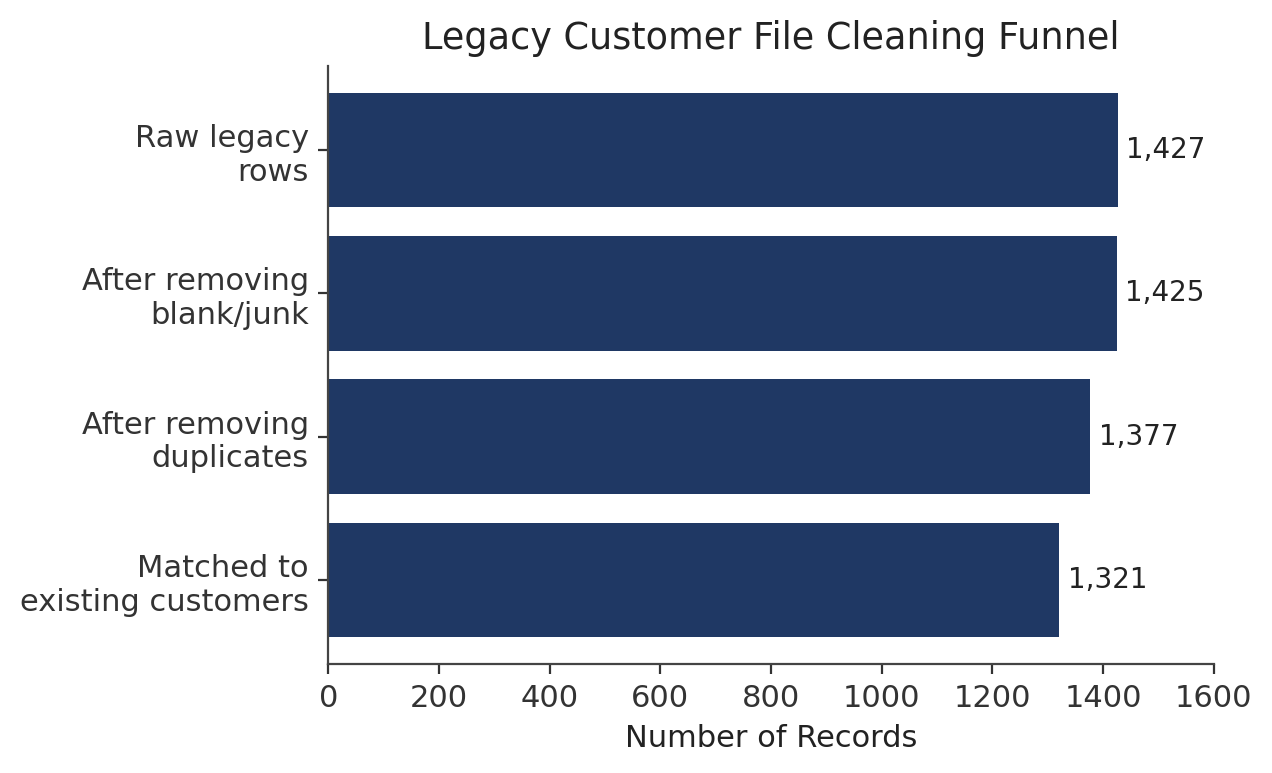 Legacy Customer File Cleaning Funnel
Raw legacy
rows
1,427
After removing
blank/junk
1,425
After removing
duplicates
1,377
Matched to
existing customers
1,321
0 200 400 600 800 1000 1200 1400 1600
Number of Records